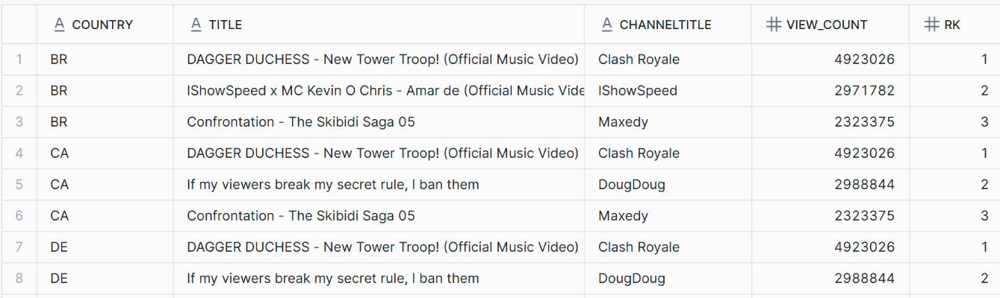 COUNTRY TITLE CHANNELTITLE VIEW_COUNT RK
1 BR DAGGER DUCHESS - New Tower Troop! (Official Music Video) Clash Royale 4923026 1
2 BR IShowSpeed x MC Kevin O Chris - Amar de (Official Music Vide IShowSpeed 2971782 2
3 BR Confrontation - The Skibidi Saga 05 Maxedy 2323375 3
4 CA DAGGER DUCHESS - New Tower Troop! (Official Music Video) Clash Royale 4923026 1
5 CA If my viewers break my secret rule, I ban them DougDoug 2988844 2
6 CA Confrontation - The Skibidi Saga 05 Maxedy 2323375 3
7 DE DAGGER DUCHESS - New Tower Troop! (Official Music Video) Clash Royale 4923026 1
8 DE If my viewers break my secret rule, I ban them DougDoug 2988844 2